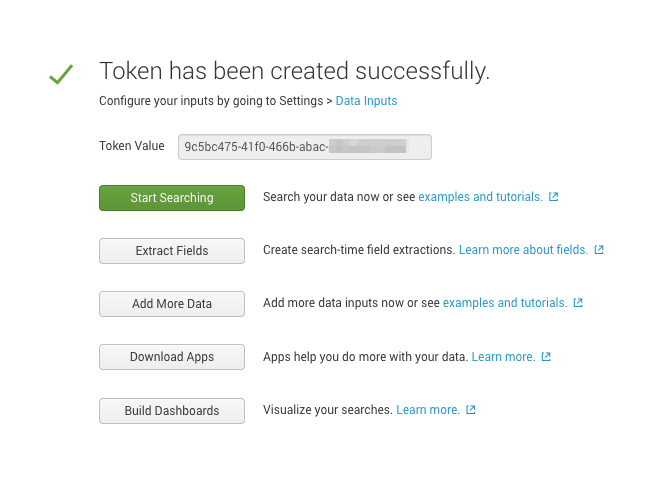 Token has been created successfully.
Configure your inputs by going to Settings > Data Inputs
Token Value 9c5bc475-41f0-466b-abac-
Start Searching Search your data now or see examples and tutorials.
Extract Fields Create search-time field extractions. Learn more about fields.
Add More Data Add more data inputs now or see examples and tutorials.
Download Apps Apps help you do more with your data. Learn more.
Build Dashboards Visualize your searches. Learn more.